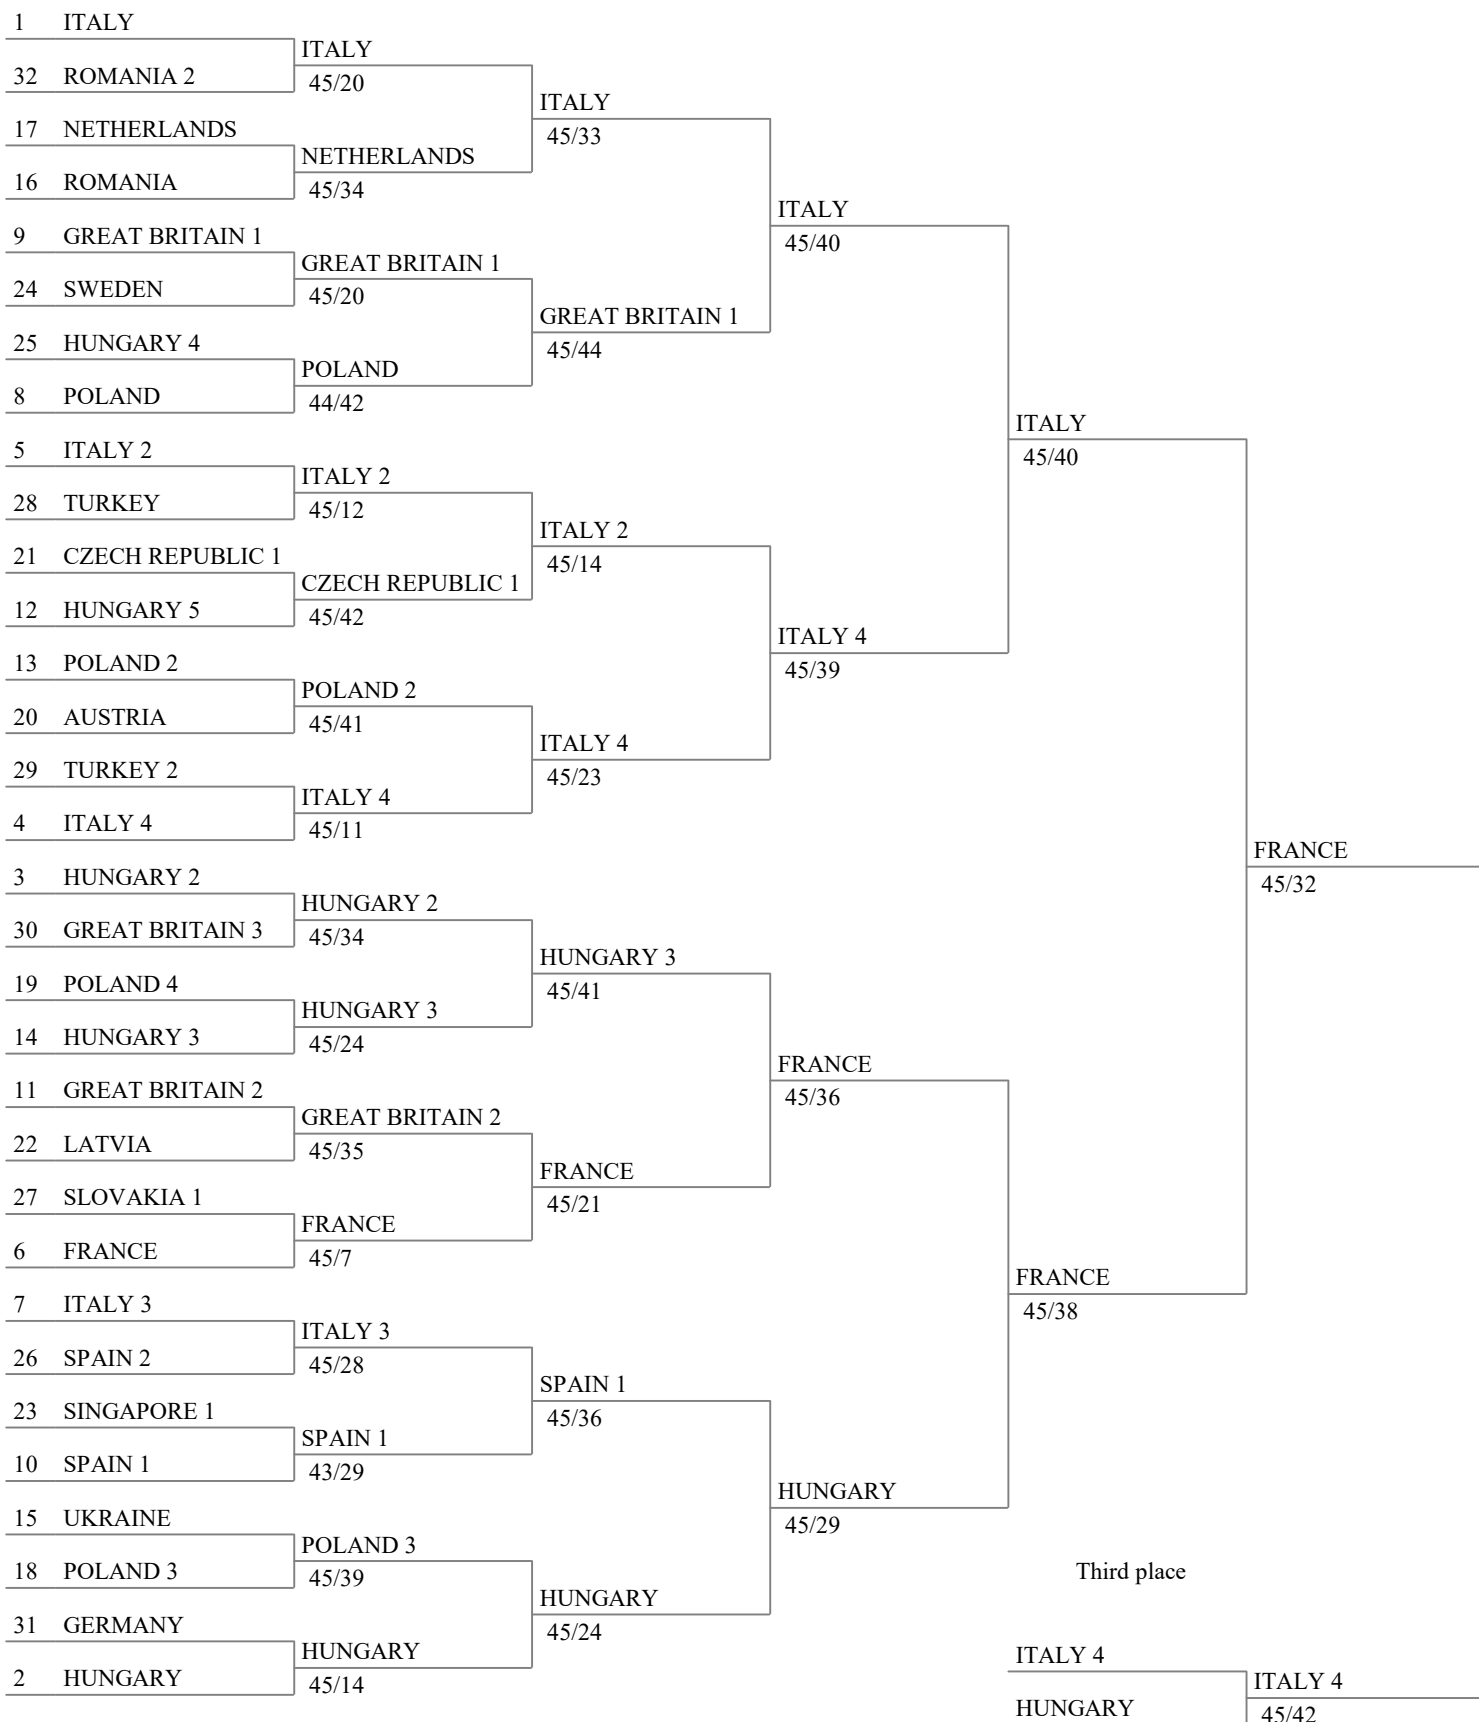 1 ITALY
32 ROMANIA 2
17 NETHERLANDS
16 ROMANIA
9 GREAT BRITAIN 1
24 SWEDEN
25 HUNGARY 4
8 POLAND
5 ITALY 2
28 TURKEY
21 CZECH REPUBLIC 1
12 HUNGARY 5
13 POLAND 2
20 AUSTRIA
29 TURKEY 2
4 ITALY 4
3 HUNGARY 2
30 GREAT BRITAIN 3
19 POLAND 4
14 HUNGARY 3
11 GREAT BRITAIN 2
22 LATVIA
27 SLOVAKIA 1
6 FRANCE
7 ITALY 3
26 SPAIN 2
23 SINGAPORE 1
10 SPAIN 1
15 UKRAINE
18 POLAND 3
31 GERMANY
2 HUNGARY
ITALY
45/20
NETHERLANDS
45/34
GREAT BRITAIN 1
45/20
POLAND
44/42
ITALY 2
45/12
CZECH REPUBLIC 1
45/42
POLAND 2
45/41
ITALY 4
45/11
HUNGARY 2
45/34
HUNGARY 3
45/24
GREAT BRITAIN 2
45/35
FRANCE
45/7
ITALY 3
45/28
SPAIN 1
43/29
POLAND 3
45/39
HUNGARY
45/14
ITALY
45/33
GREAT BRITAIN 1
45/44
ITALY 2
45/14
ITALY 4
45/23
HUNGARY 3
45/41
FRANCE
45/21
SPAIN 1
45/36
HUNGARY
45/24
ITALY
45/40
ITALY 4
45/39
FRANCE
45/36
HUNGARY
45/29
ITALY
45/40
FRANCE
45/38
FRANCE
45/32
Third place
ITALY 4
HUNGARY
ITALY 4
45/42